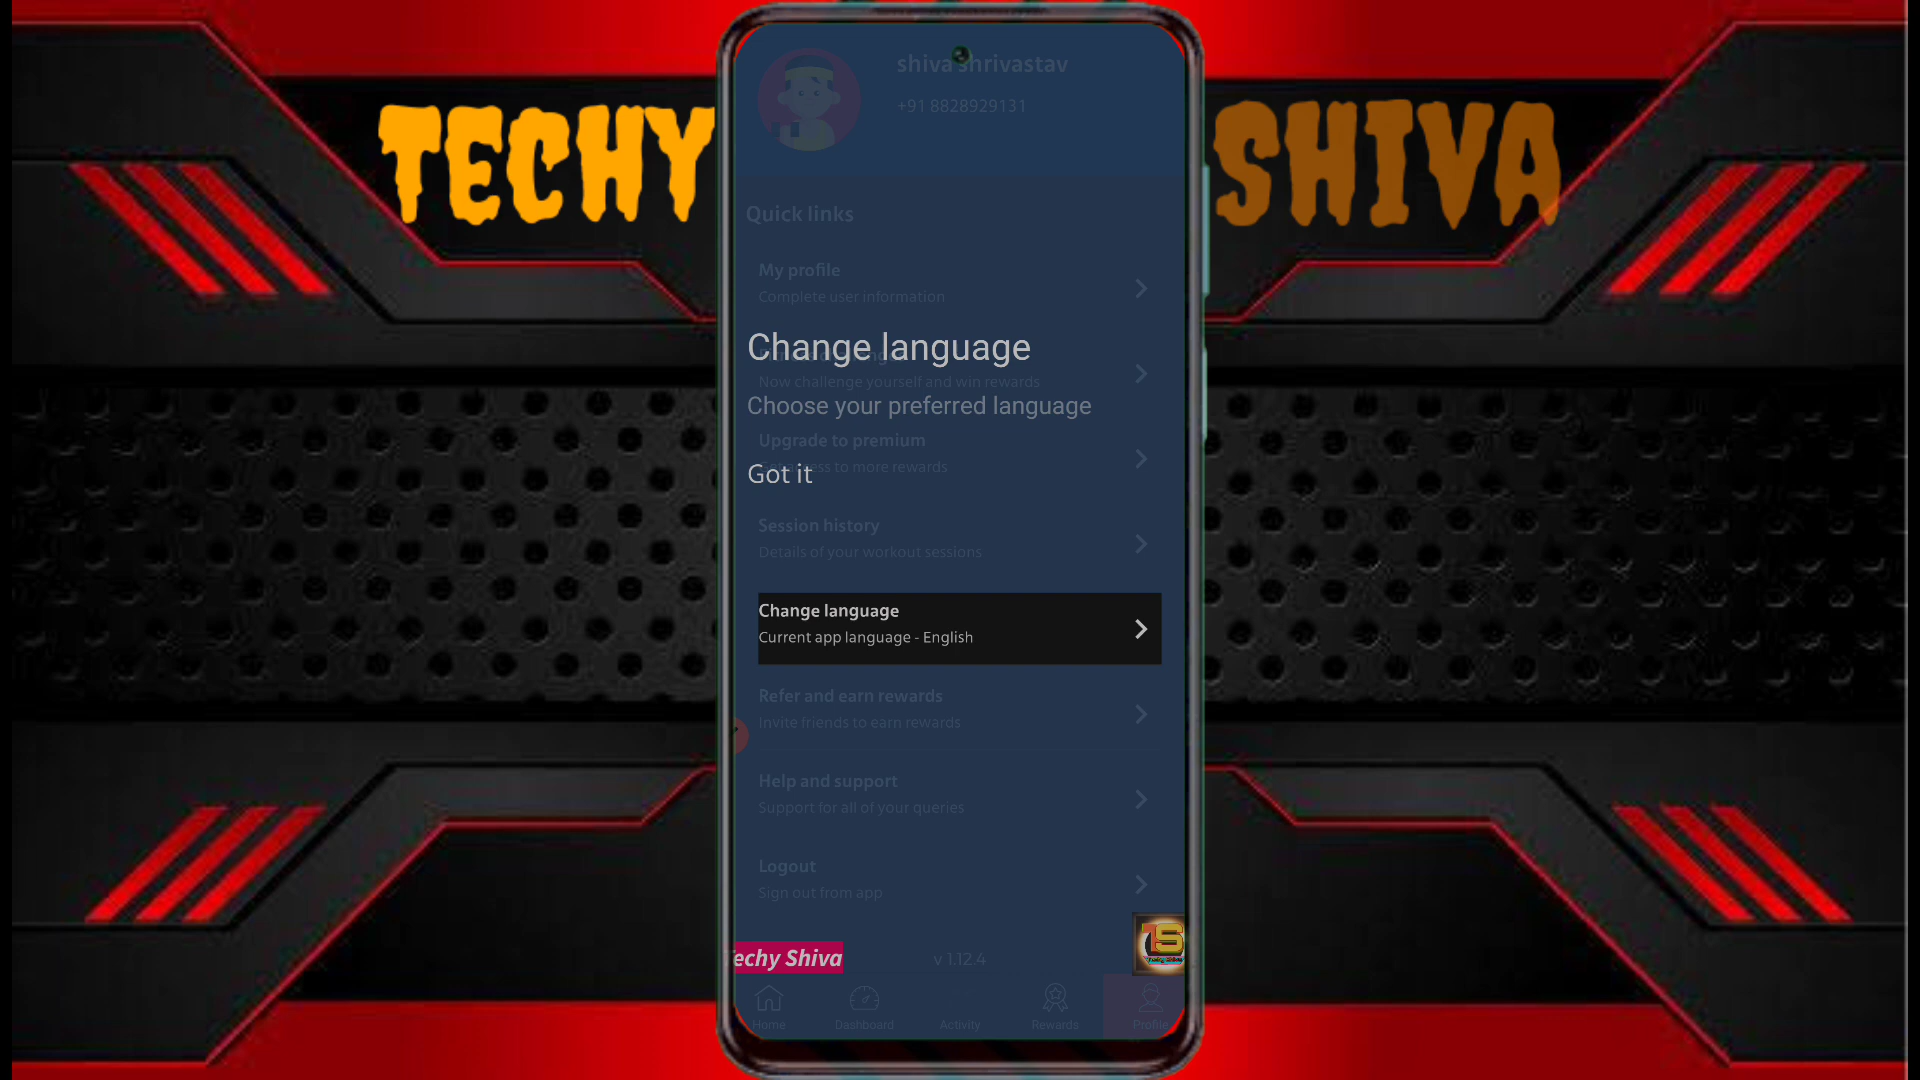 TECHY SHIVA
shiva shrivastav
+91 8828929131
Quick links
My profile
Complete user information
Change language
Now challenge yourself and win rewards
Choose your preferred language
Upgrade to premium
to more rewards
Got it
Session history
Details of your workout sessions
Change language
Current app language - English
Refer and earn rewards
Invite friends to earn rewards
Help and support
Support for all of your queries
Logout
Sign out from app
echy Shiva
v 1.12.4
TS
Home Dashboard Activity Rewards Profile